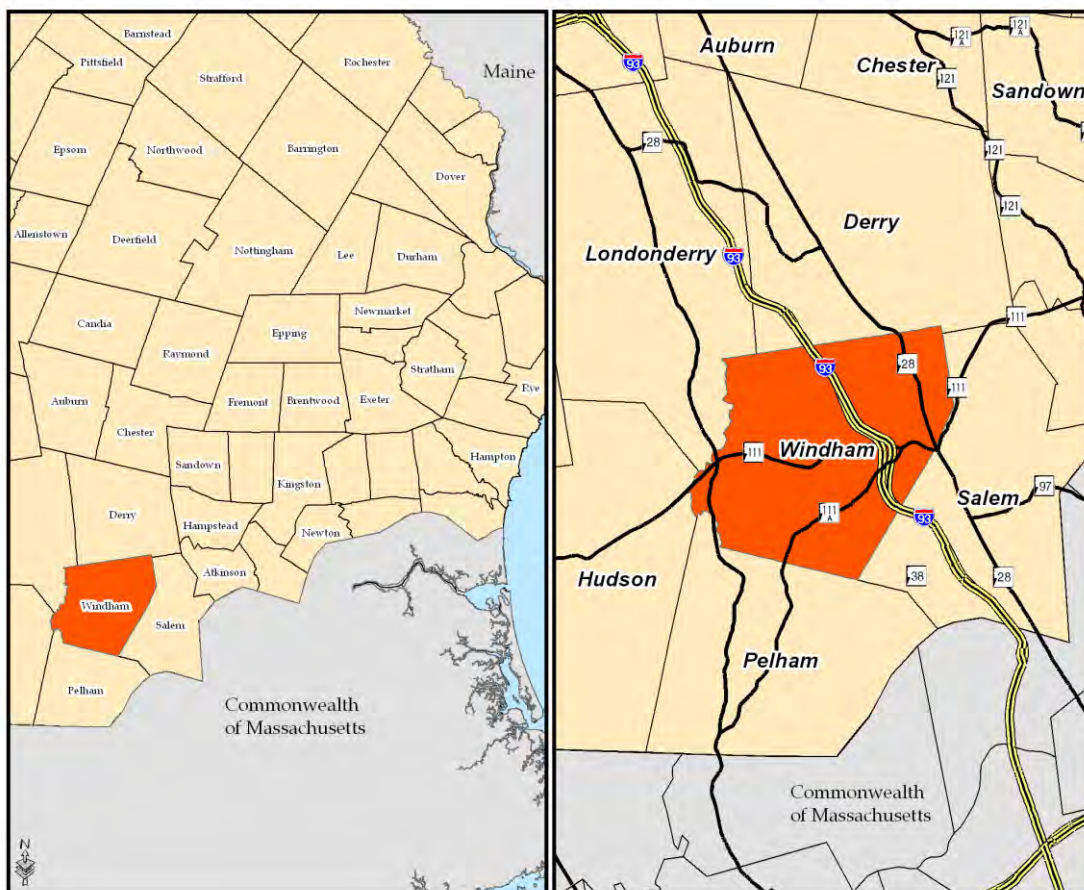 Barnstead
Pittsfield
Strafford
Rochester
Maine
Epsom
Northwood
Barrington
Dover
Allenstown
Deerfield
Nottingham
Lee
Durham
Candia
Newmarket
Epping
Raymond
Stratham
Rye
Auburn
Fremont
Brentwood
Exeter
Chester
Sandown
Kingston
Hampton
Derry
Hampstead
Newton
Atkinson
Windham
Salem
Pelham
Commonwealth
of Massachusetts
N
Auburn
121
A
121
A
93
Chester
121
Sandown
28
121
121
Derry
Londonderry
93
111
93
28
111
Windham
111
Salem
97
111
A
93
Hudson
38
28
Pelham
Commonwealth
of Massachusetts